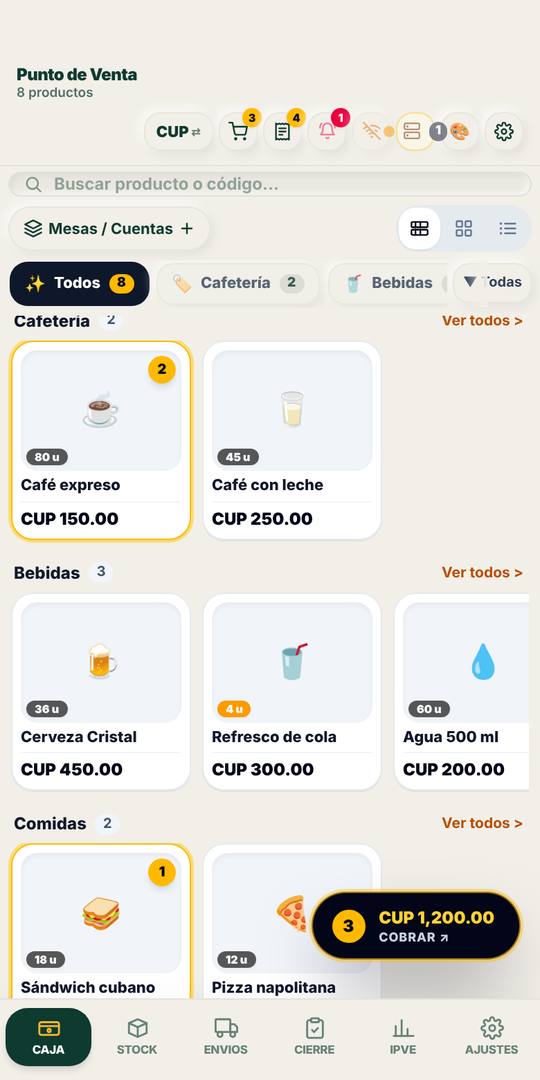 Punto de Venta
8 productos
CUP ⇄
3
4
1
1
Buscar producto o código...
Mesas / Cuentas +
Todos 8
Cafetería 2
Bebidas
▼ Todas
Cafetería 2
Ver todos >
2
80 u
Café expreso
CUP 150.00
45 u
Café con leche
CUP 250.00
Bebidas 3
Ver todos >
36 u
Cerveza Cristal
CUP 450.00
4 u
Refresco de cola
CUP 300.00
60 u
Agua 500 ml
CUP 200.00
Comidas 2
Ver todos >
1
18 u
Sándwich cubano
12 u
Pizza napolitana
3
CUP 1,200.00
COBRAR ↗
CAJA
STOCK
ENVIOS
CIERRE
IPVE
AJUSTES